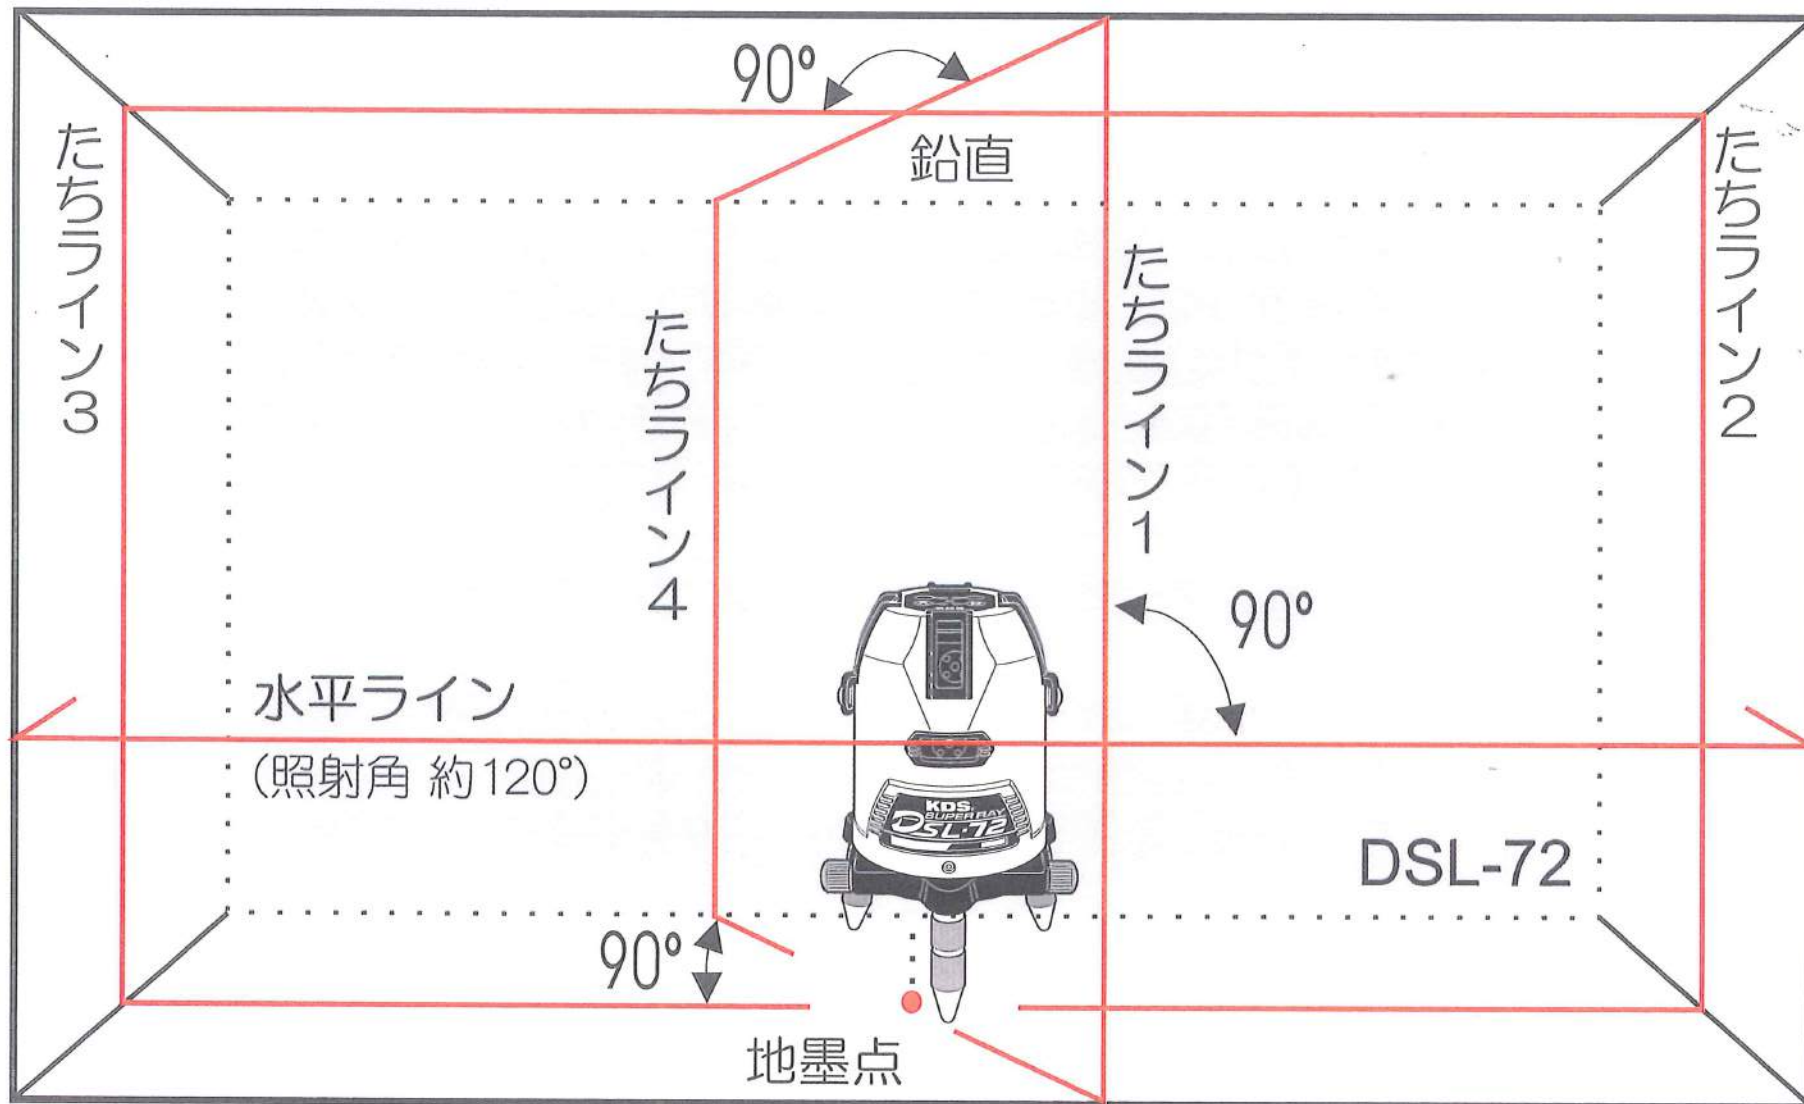 90°
鉛直
たちライン3
たちライン2
たちライン1
たちライン4
90°
水平ライン
(照射角 約120°)
KDS
SUPER RAY
DSL-72
DSL-72
90°
地墨点